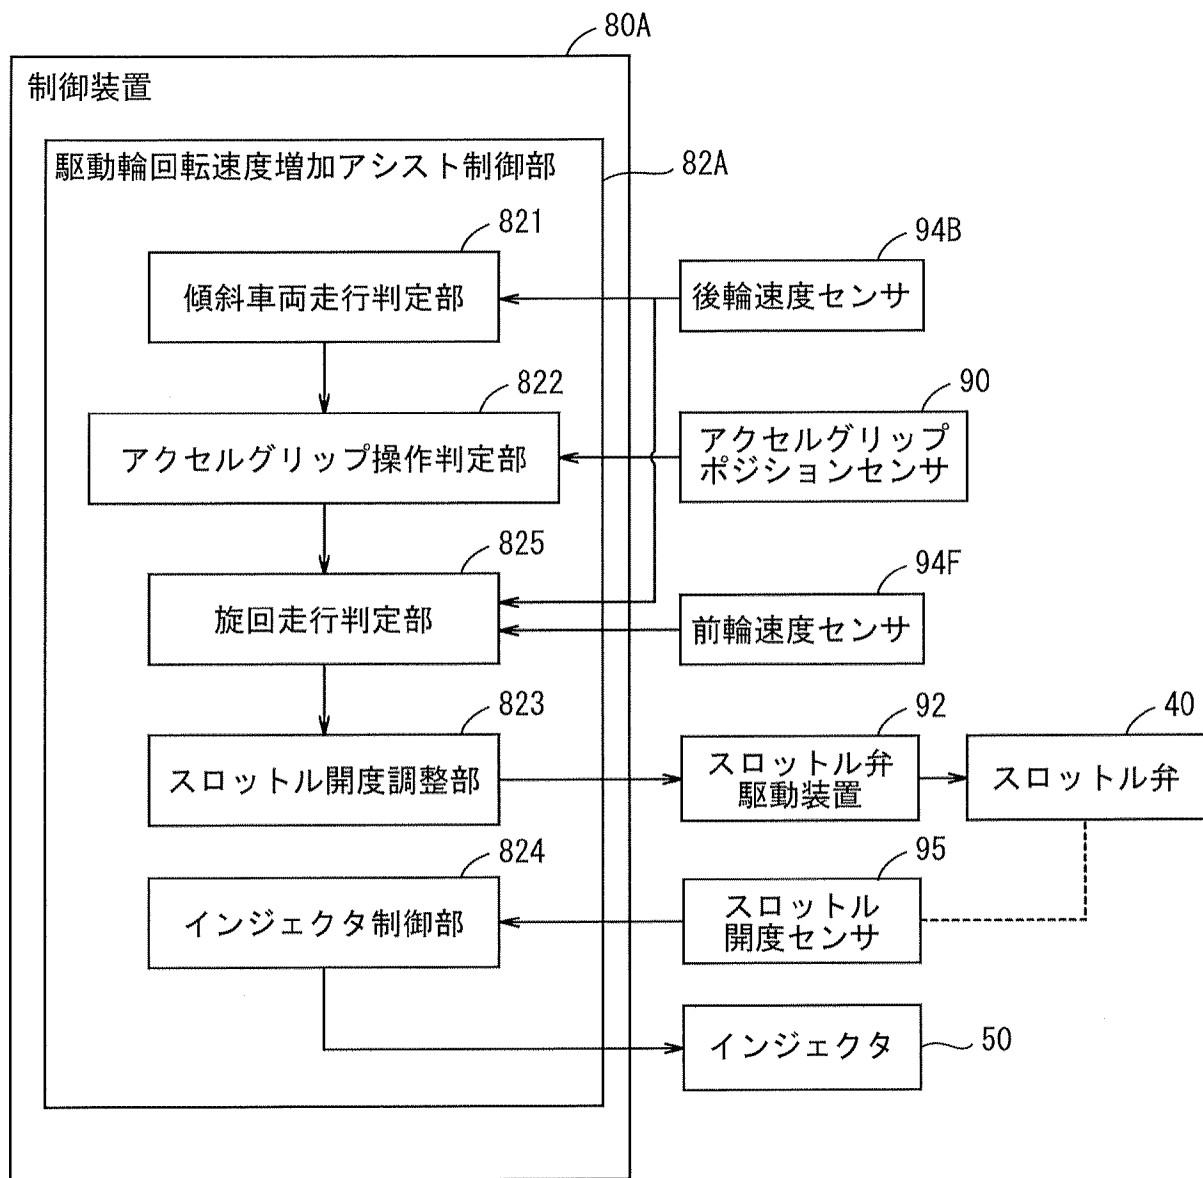 80A
制御装置
駆動輪回転速度増加アシスト制御部
82A
821
傾斜車両走行判定部
94B
後輪速度センサ
822
アクセルグリップ操作判定部
90
アクセルグリップ
ポジションセンサ
825
旋回走行判定部
94F
前輪速度センサ
823
スロットル開度調整部
92
スロットル弁
駆動装置
40
スロットル弁
824
インジェクタ制御部
95
スロットル
開度センサ
インジェクタ
50